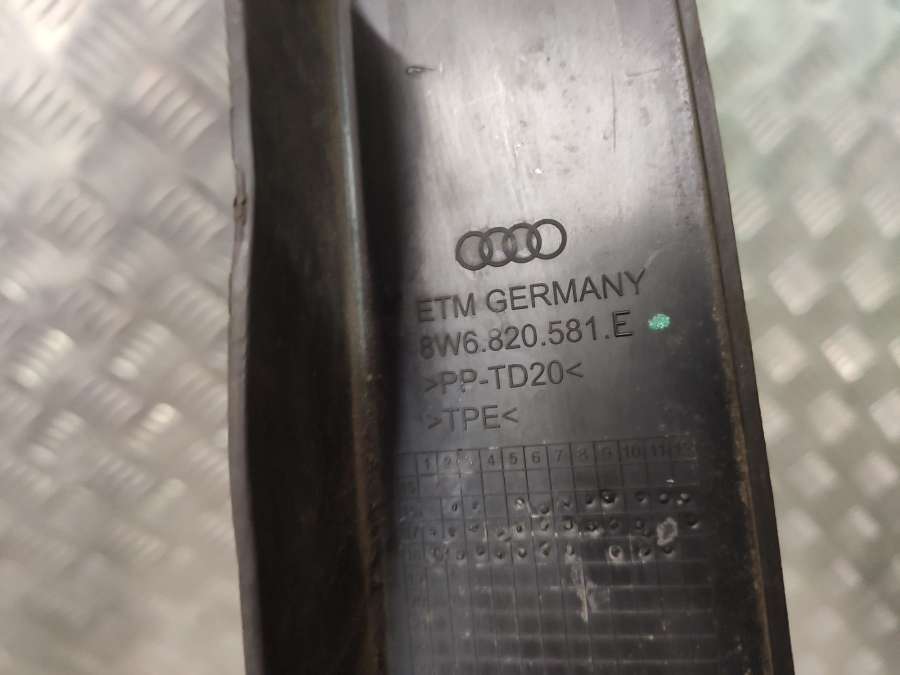 ETM GERMANY
8W6.820.581.E
>PP-TD20<
>TPE<
1 2 3 4 5 6 7 8 9 10 11 12